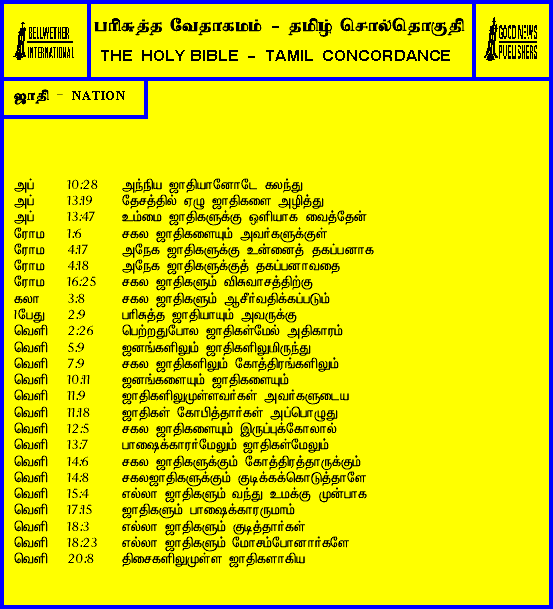 BELLWETHER
INTERNATIONAL
பரிசுத்த வேதாகமம் - தமிழ் சொல்தொகுதி
THE HOLY BIBLE - TAMIL CONCORDANCE
GOOD NEWS
PUBLISHERS
ஜாதி - NATION
அப் 10:28 அந்நிய ஜாதியானோடே கலந்து
அப் 13:19 தேசத்தில் ஏழு ஜாதிகளை அழித்து
அப் 13:47 உம்மை ஜாதிகளுக்கு ஒளியாக வைத்தேன்
ரோம 1:6 சகல ஜாதிகளையும் அவர்களுக்குள்
ரோம 4:17 அநேக ஜாதிகளுக்கு உன்னைத் தகப்பனாக
ரோம 4:18 அநேக ஜாதிகளுக்குத் தகப்பனாவதை
ரோம 16:25 சகல ஜாதிகளும் விசுவாசத்திற்கு
கலா 3:8 சகல ஜாதிகளும் ஆசீர்வதிக்கப்படும்
1பேது 2:9 பரிசுத்த ஜாதியாயும் அவருக்கு
வெளி 2:26 பெற்றதுபோல ஜாதிகள்மேல் அதிகாரம்
வெளி 5:9 ஜனங்களிலும் ஜாதிகளிலுமிருந்து
வெளி 7:9 சகல ஜாதிகளிலும் கோத்திரங்களிலும்
வெளி 10:11 ஜனங்களையும் ஜாதிகளையும்
வெளி 11:9 ஜாதிகளிலுமுள்ளவர்கள் அவர்களுடைய
வெளி 11:18 ஜாதிகள் கோபித்தார்கள் அப்பொழுது
வெளி 12:5 சகல ஜாதிகளையும் இருப்புக்கோலால்
வெளி 13:7 பாஷைக்காரர்மேலும் ஜாதிகள்மேலும்
வெளி 14:6 சகல ஜாதிகளுக்கும் கோத்திரத்தாருக்கும்
வெளி 14:8 சகலஜாதிகளுக்கும் குடிக்கக்கொடுத்தாளே
வெளி 15:4 எல்லா ஜாதிகளும் வந்து உமக்கு முன்பாக
வெளி 17:15 ஜாதிகளும் பாஷைக்காரருமாம்
வெளி 18:3 எல்லா ஜாதிகளும் குடித்தார்கள்
வெளி 18:23 எல்லா ஜாதிகளும் மோசம்போனார்களே
வெளி 20:8 திசைகளிலுமுள்ள ஜாதிகளாகிய